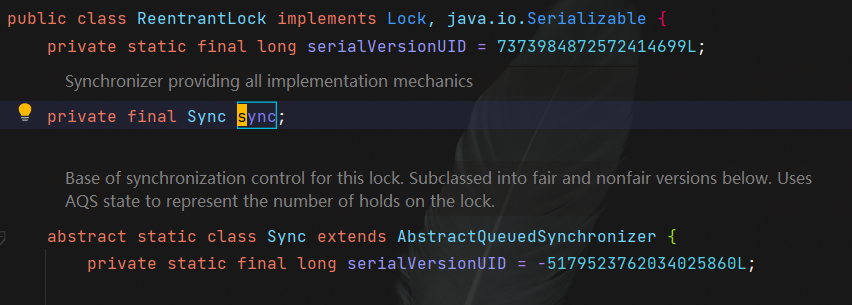 public class ReentrantLock implements Lock, java.io.Serializable {
private static final long serialVersionUID = 7373984872572414699L;
Synchronizer providing all implementation mechanics
private final Sync sync;
Base of synchronization control for this lock. Subclassed into fair and nonfair versions below. Uses
AQS state to represent the number of holds on the lock.
abstract static class Sync extends AbstractQueuedSynchronizer {
private static final long serialVersionUID = -5179523762034025860L;